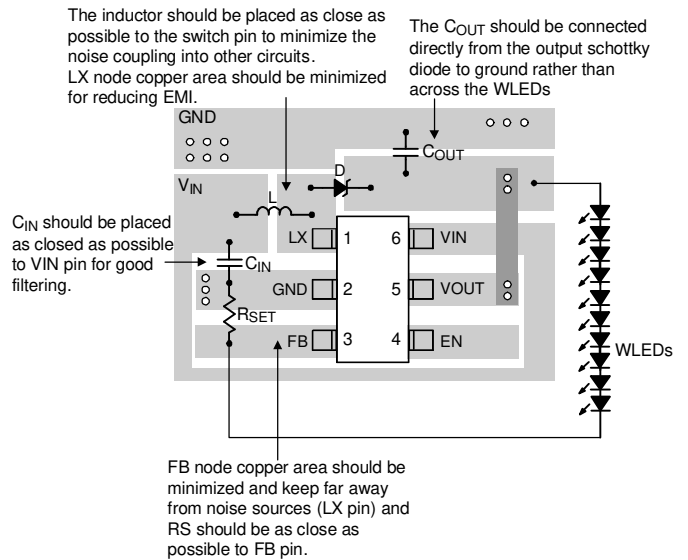 The inductor should be placed as close as
possible to the switch pin to minimize the
noise coupling into other circuits.
LX node copper area should be minimized
for reducing EMI.
The COUT should be connected
directly from the output schottky
diode to ground rather than
across the WLEDs
GND
COUT
D
VIN
L
CIN should be placed
as closed as possible
to VIN pin for good
filtering.
LX 1 6 VIN
CIN
GND 2 5 VOUT
RSET
FB 3 4 EN
WLEDs
FB node copper area should be
minimized and keep far away
from noise sources (LX pin) and
RS should be as close as
possible to FB pin.